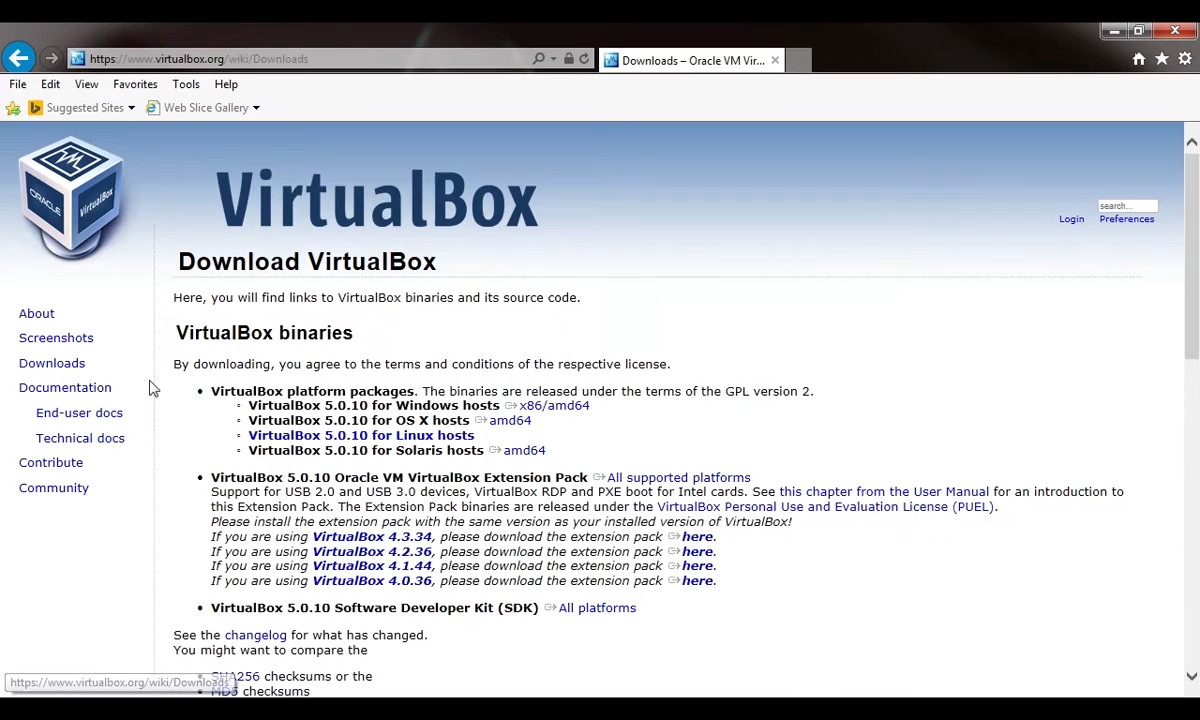 https://www.virtualbox.org/wiki/Downloads
Downloads – Oracle VM Vir...
File Edit View Favorites Tools Help
Suggested Sites Web Slice Gallery
ORACLE VirtualBox
VirtualBox
search...
Login Preferences
Download VirtualBox
Here, you will find links to VirtualBox binaries and its source code.
About
Screenshots
Downloads
Documentation
End-user docs
Technical docs
Contribute
Community
VirtualBox binaries
By downloading, you agree to the terms and conditions of the respective license.
• VirtualBox platform packages. The binaries are released under the terms of the GPL version 2.
◦ VirtualBox 5.0.10 for Windows hosts x86/amd64
◦ VirtualBox 5.0.10 for OS X hosts amd64
◦ VirtualBox 5.0.10 for Linux hosts
◦ VirtualBox 5.0.10 for Solaris hosts amd64
• VirtualBox 5.0.10 Oracle VM VirtualBox Extension Pack All supported platforms
Support for USB 2.0 and USB 3.0 devices, VirtualBox RDP and PXE boot for Intel cards. See this chapter from the User Manual for an introduction to
this Extension Pack. The Extension Pack binaries are released under the VirtualBox Personal Use and Evaluation License (PUEL).
Please install the extension pack with the same version as your installed version of VirtualBox!
If you are using VirtualBox 4.3.34, please download the extension pack here.
If you are using VirtualBox 4.2.36, please download the extension pack here.
If you are using VirtualBox 4.1.44, please download the extension pack here.
If you are using VirtualBox 4.0.36, please download the extension pack here.
• VirtualBox 5.0.10 Software Developer Kit (SDK) All platforms
See the changelog for what has changed.
You might want to compare the
• SHA256 checksums or the
• MD5 checksums
https://www.virtualbox.org/wiki/Downloads